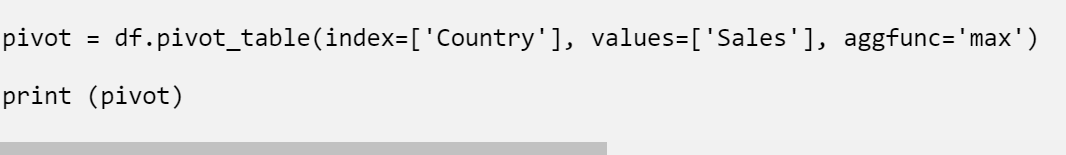 pivot = df.pivot_table(index=['Country'], values=['Sales'], aggfunc='max')
print (pivot)